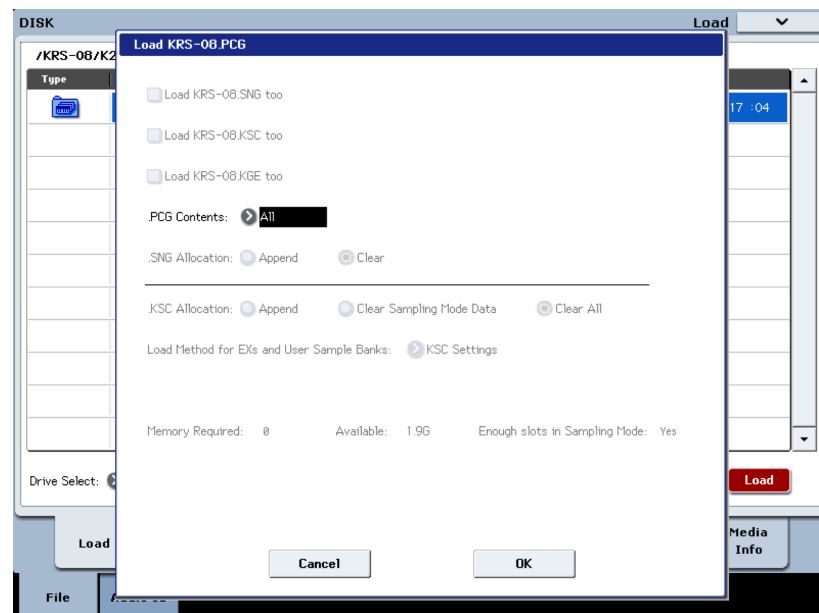 DISK
Load
Load KRS-08.PCG
/KRS-08/K2
Type
17 :04
Load KRS-08.SNG too
Load KRS-08.KSC too
Load KRS-08.KGE too
.PCG Contents: All
.SNG Allocation: Append Clear
.KSC Allocation: Append Clear Sampling Mode Data Clear All
Load Method for EXs and User Sample Banks: KSC Settings
Memory Required: 0 Available: 1.9G Enough slots in Sampling Mode: Yes
Drive Select:
Load
Load
Media
Info
Cancel OK
File